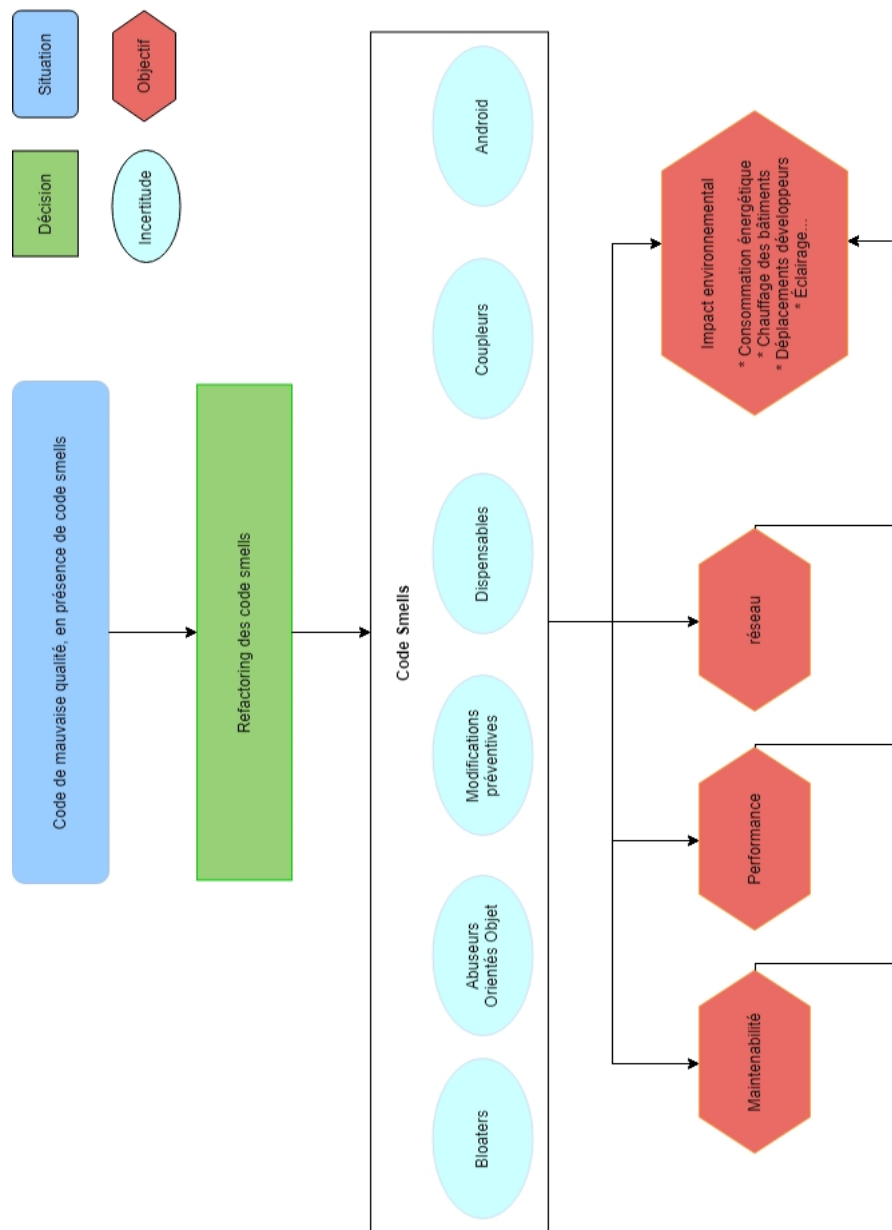 Situation
Objectif
Décision
Incertitude
Code de mauvaise qualité, en présence de code smells
Refactoring des code smells
Code Smells
Bloaters
Abuseurs
Orientés Objet
Modifications
préventives
Dispensables
Coupleurs
Android
Maintenabilité
Performance
réseau
Impact environnemental
* Consommation énergétique
* Chauffage des bâtiments
* Déplacements développeurs
* Éclairage...